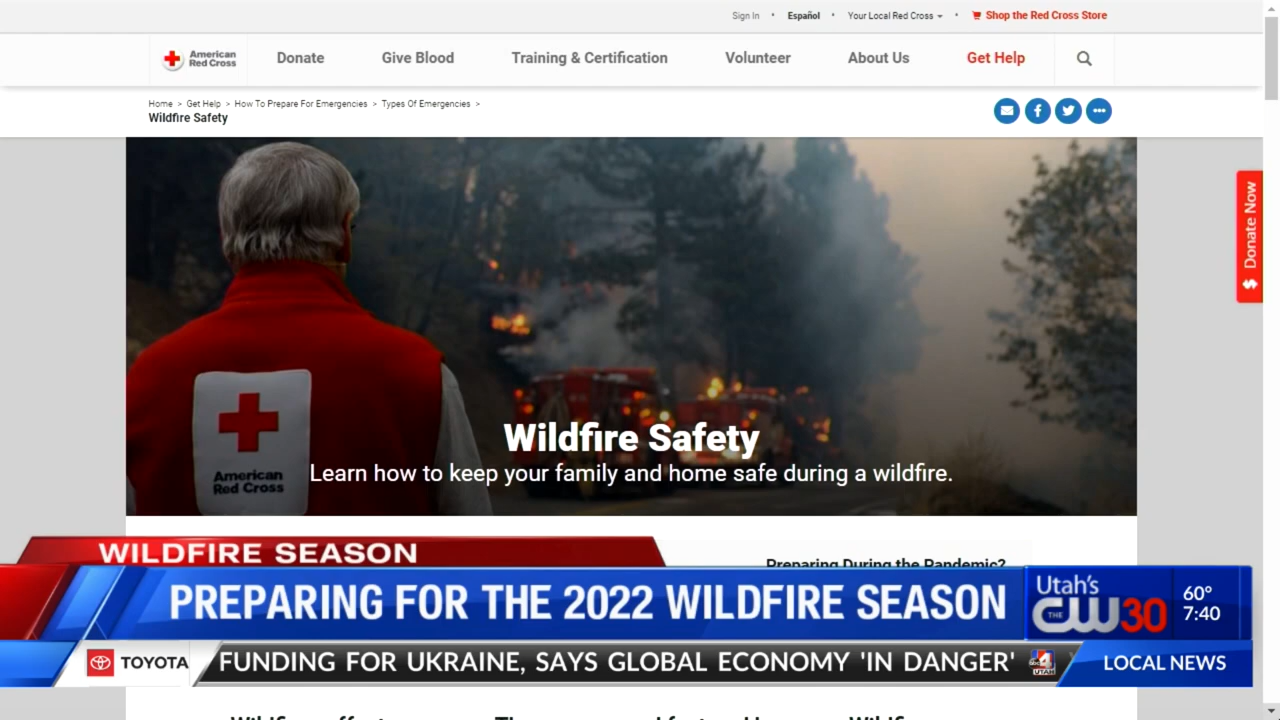 Sign In • Español • Your Local Red Cross • Shop the Red Cross Store
American
Red Cross
Donate
Give Blood
Training & Certification
Volunteer
About Us
Get Help
Home > Get Help > How To Prepare For Emergencies > Types Of Emergencies >
Wildfire Safety
Donate Now
American
Red Cross
Wildfire Safety
Learn how to keep your family and home safe during a wildfire.
WILDFIRE SEASON
Preparing During the Pandemic?
PREPARING FOR THE 2022 WILDFIRE SEASON
Utah's
THE CW30
60°
7:40
TOYOTA
FUNDING FOR UKRAINE, SAYS GLOBAL ECONOMY 'IN DANGER'
abc4
UTAH
LOCAL NEWS